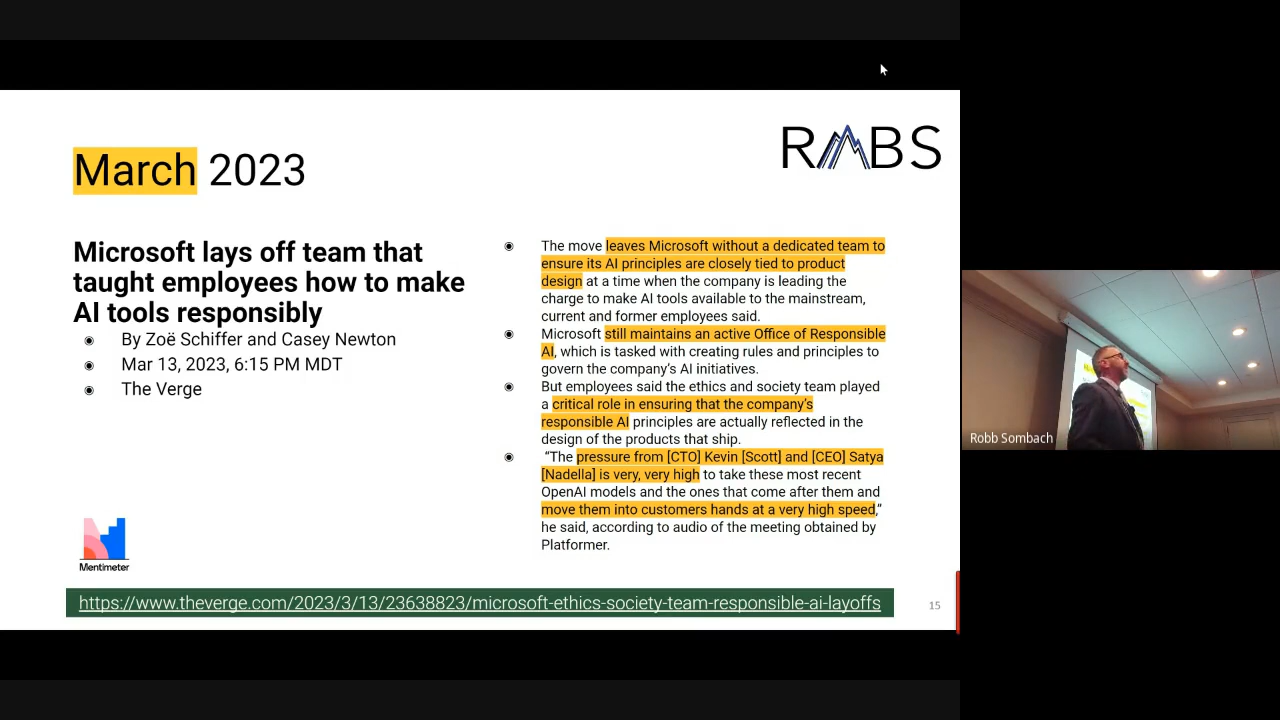 March 2023
RMBS
Microsoft lays off team that
taught employees how to make
AI tools responsibly
◉ By Zoë Schiffer and Casey Newton
◉ Mar 13, 2023, 6:15 PM MDT
◉ The Verge
◉ The move leaves Microsoft without a dedicated team to
ensure its AI principles are closely tied to product
design at a time when the company is leading the
charge to make AI tools available to the mainstream,
current and former employees said.
◉ Microsoft still maintains an active Office of Responsible
AI, which is tasked with creating rules and principles to
govern the company's AI initiatives.
◉ But employees said the ethics and society team played
a critical role in ensuring that the company's
responsible AI principles are actually reflected in the
design of the products that ship.
◉ “The pressure from [CTO] Kevin [Scott] and [CEO] Satya
[Nadella] is very, very high to take these most recent
OpenAI models and the ones that come after them and
move them into customers hands at a very high speed,”
he said, according to audio of the meeting obtained by
Platformer.
Mentimeter
https://www.theverge.com/2023/3/13/23638823/microsoft-ethics-society-team-responsible-ai-layoffs
15
Robb Sombach